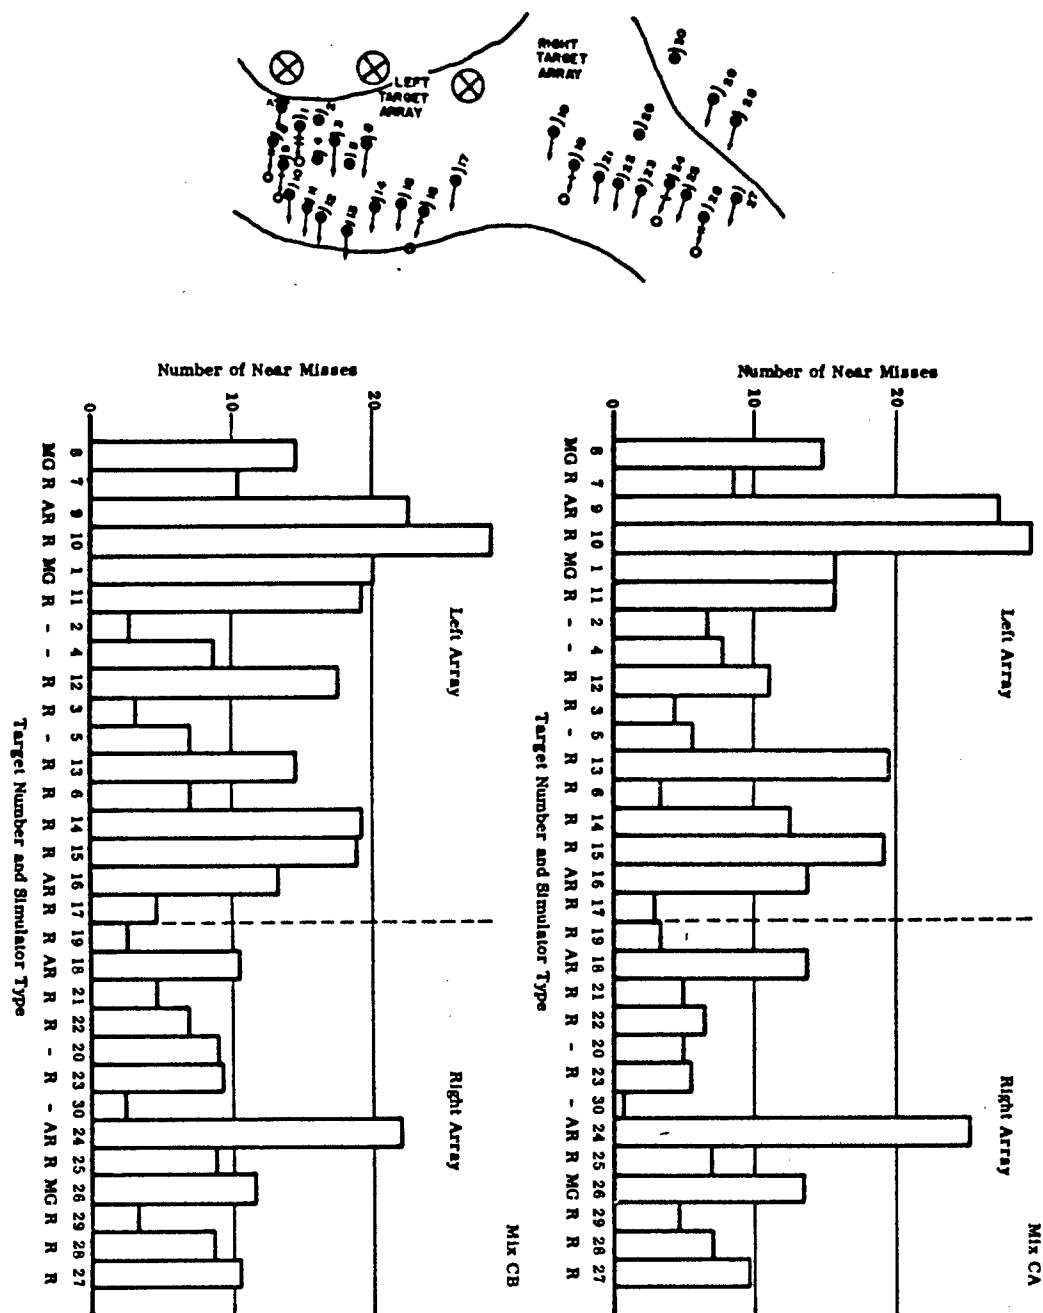 RIGHT
TARGET
ARRAY
LEFT
TARGET
ARRAY
Mix CA
Left Array
Right Array
Number of Near Misses
0
10
20
8 7 9 10 1 11 2 4 12 3 5 13 6 14 15 16 17 19 18 21 22 20 23 30 24 25 26 29 28 27
MG R AR R MG R - - R R - R R R R AR R R AR R R - R - AR R MG R R R
Target Number and Simulator Type
Mix CB
Left Array
Right Array
Number of Near Misses
0
10
20
8 7 9 10 1 11 2 4 12 3 5 13 6 14 15 16 17 19 18 21 22 20 23 30 24 25 26 29 28 27
MG R AR R MG R - - R R - R R R R AR R R AR R R - R - AR R MG R R R
Target Number and Simulator Type